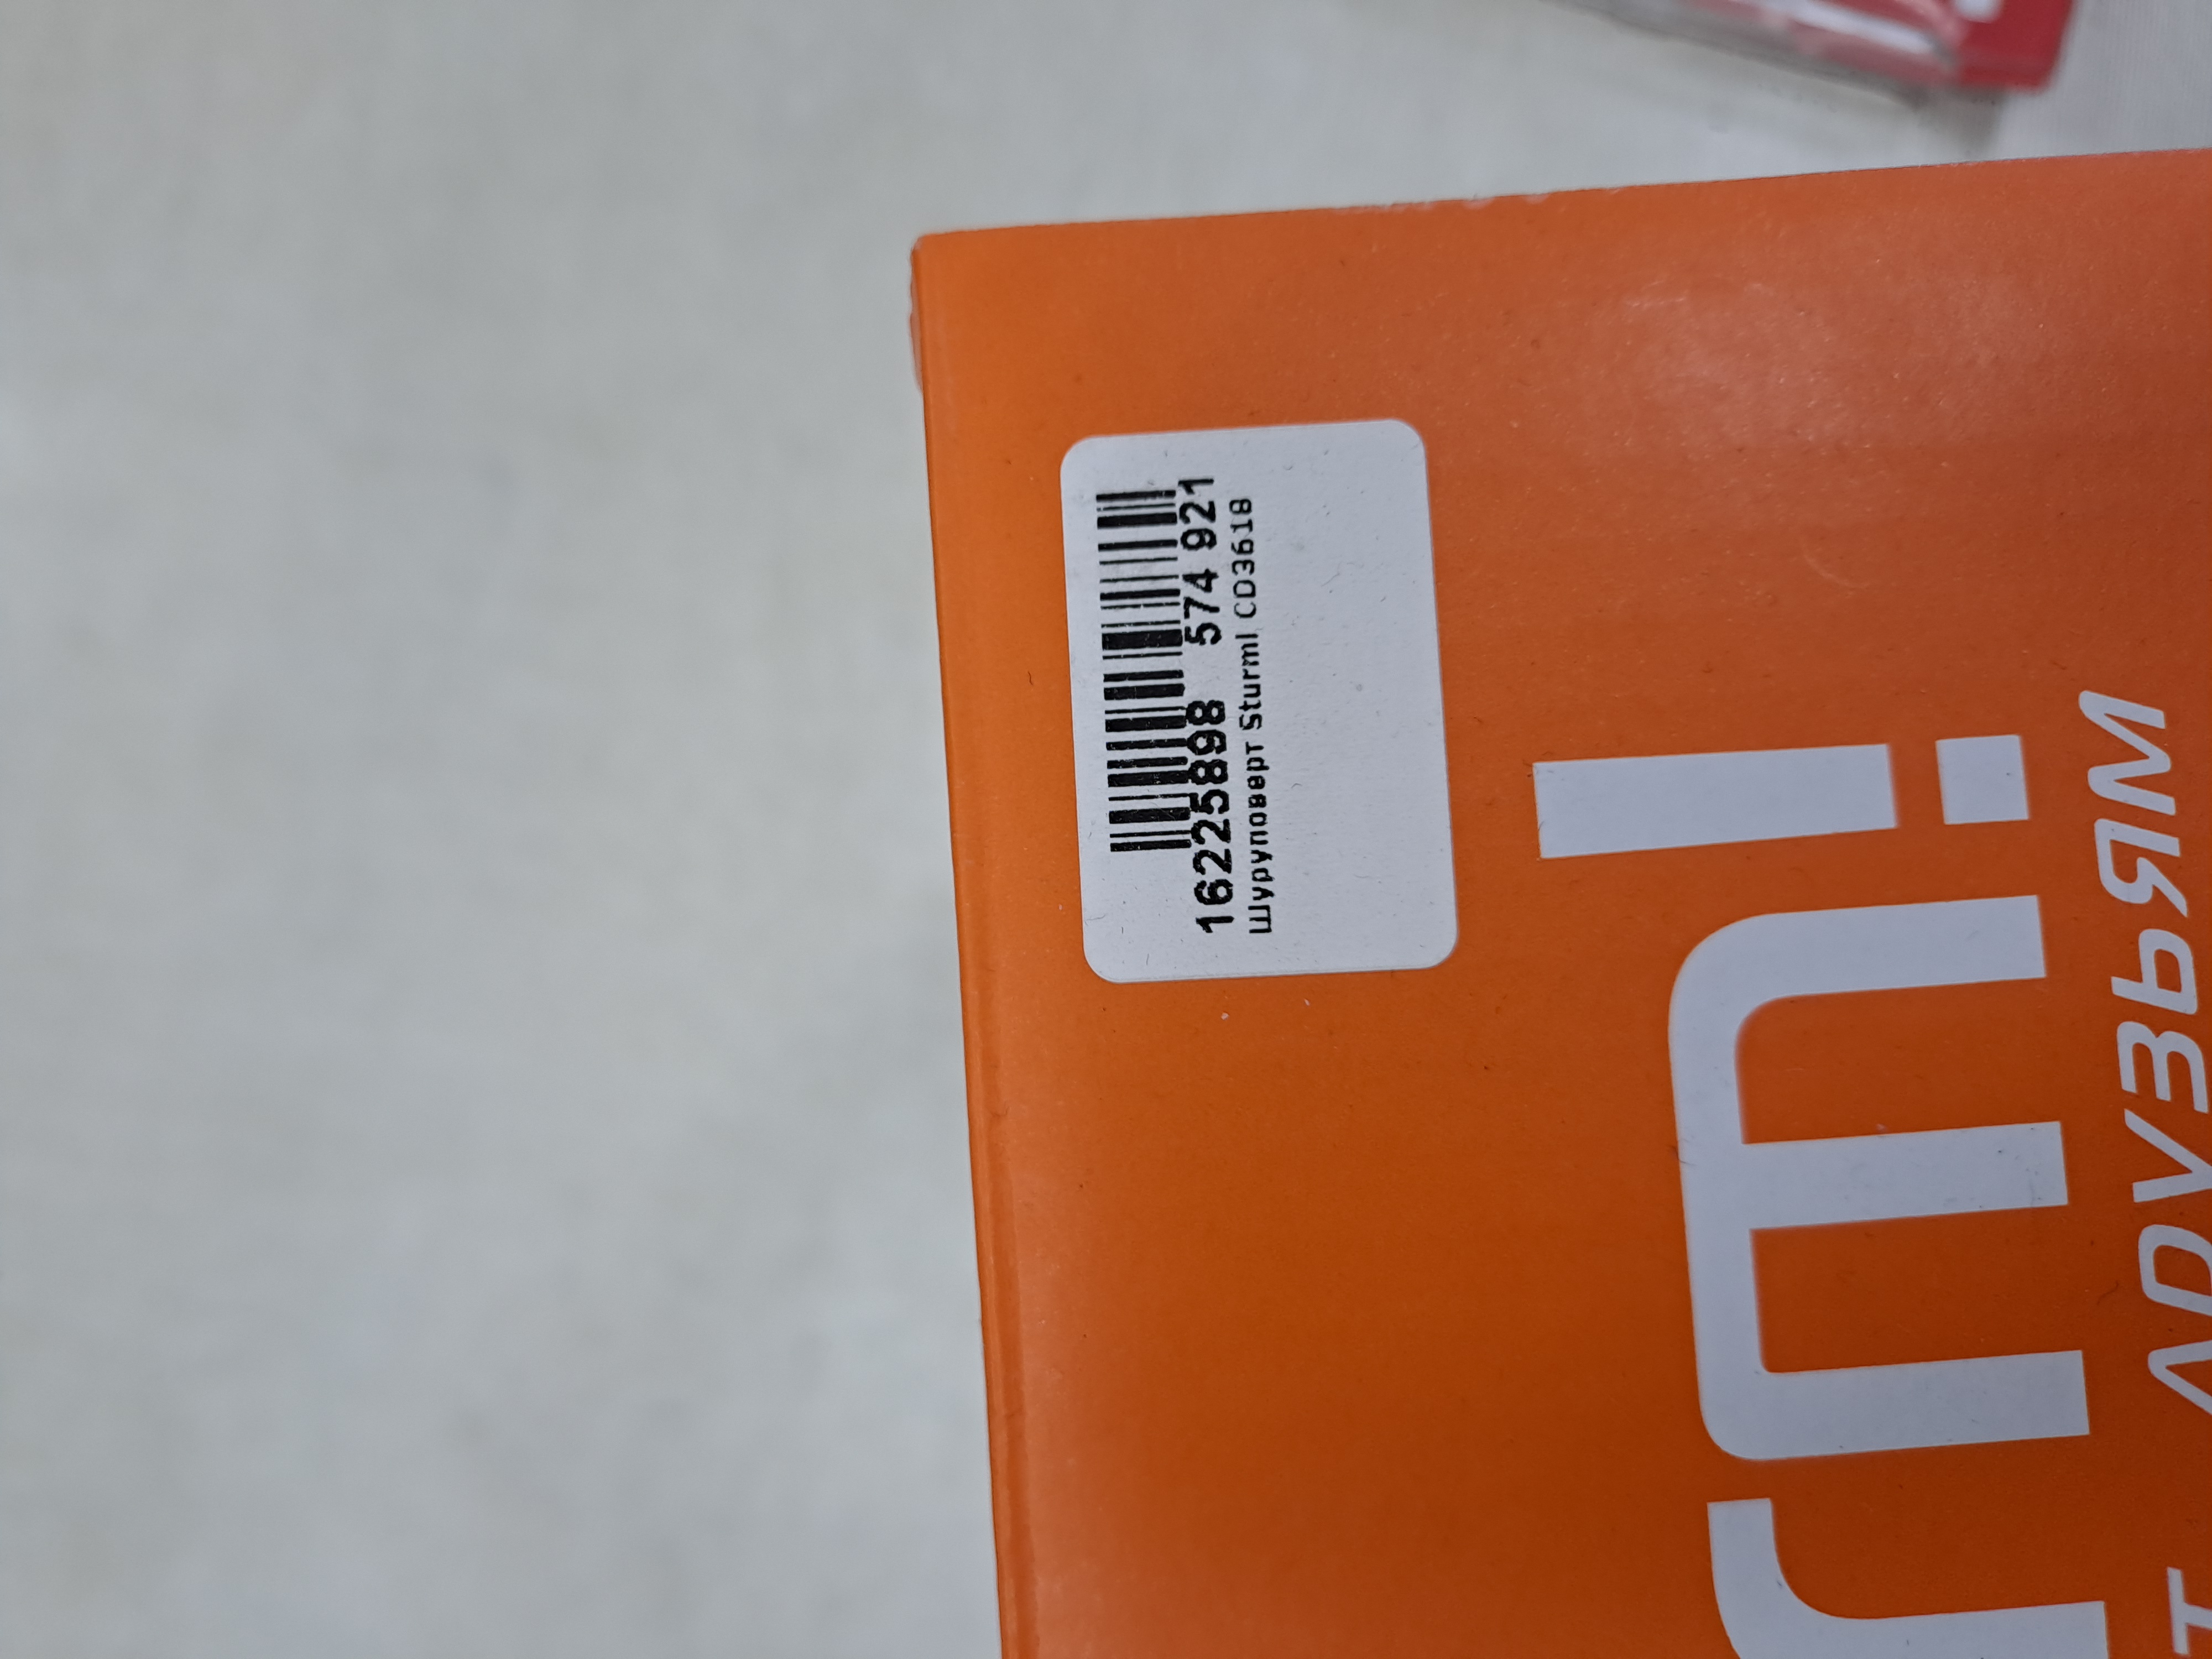 16225898 574 921
Шуруповерт Sturm! CD3618
m!
ДРУЗЬЯМ